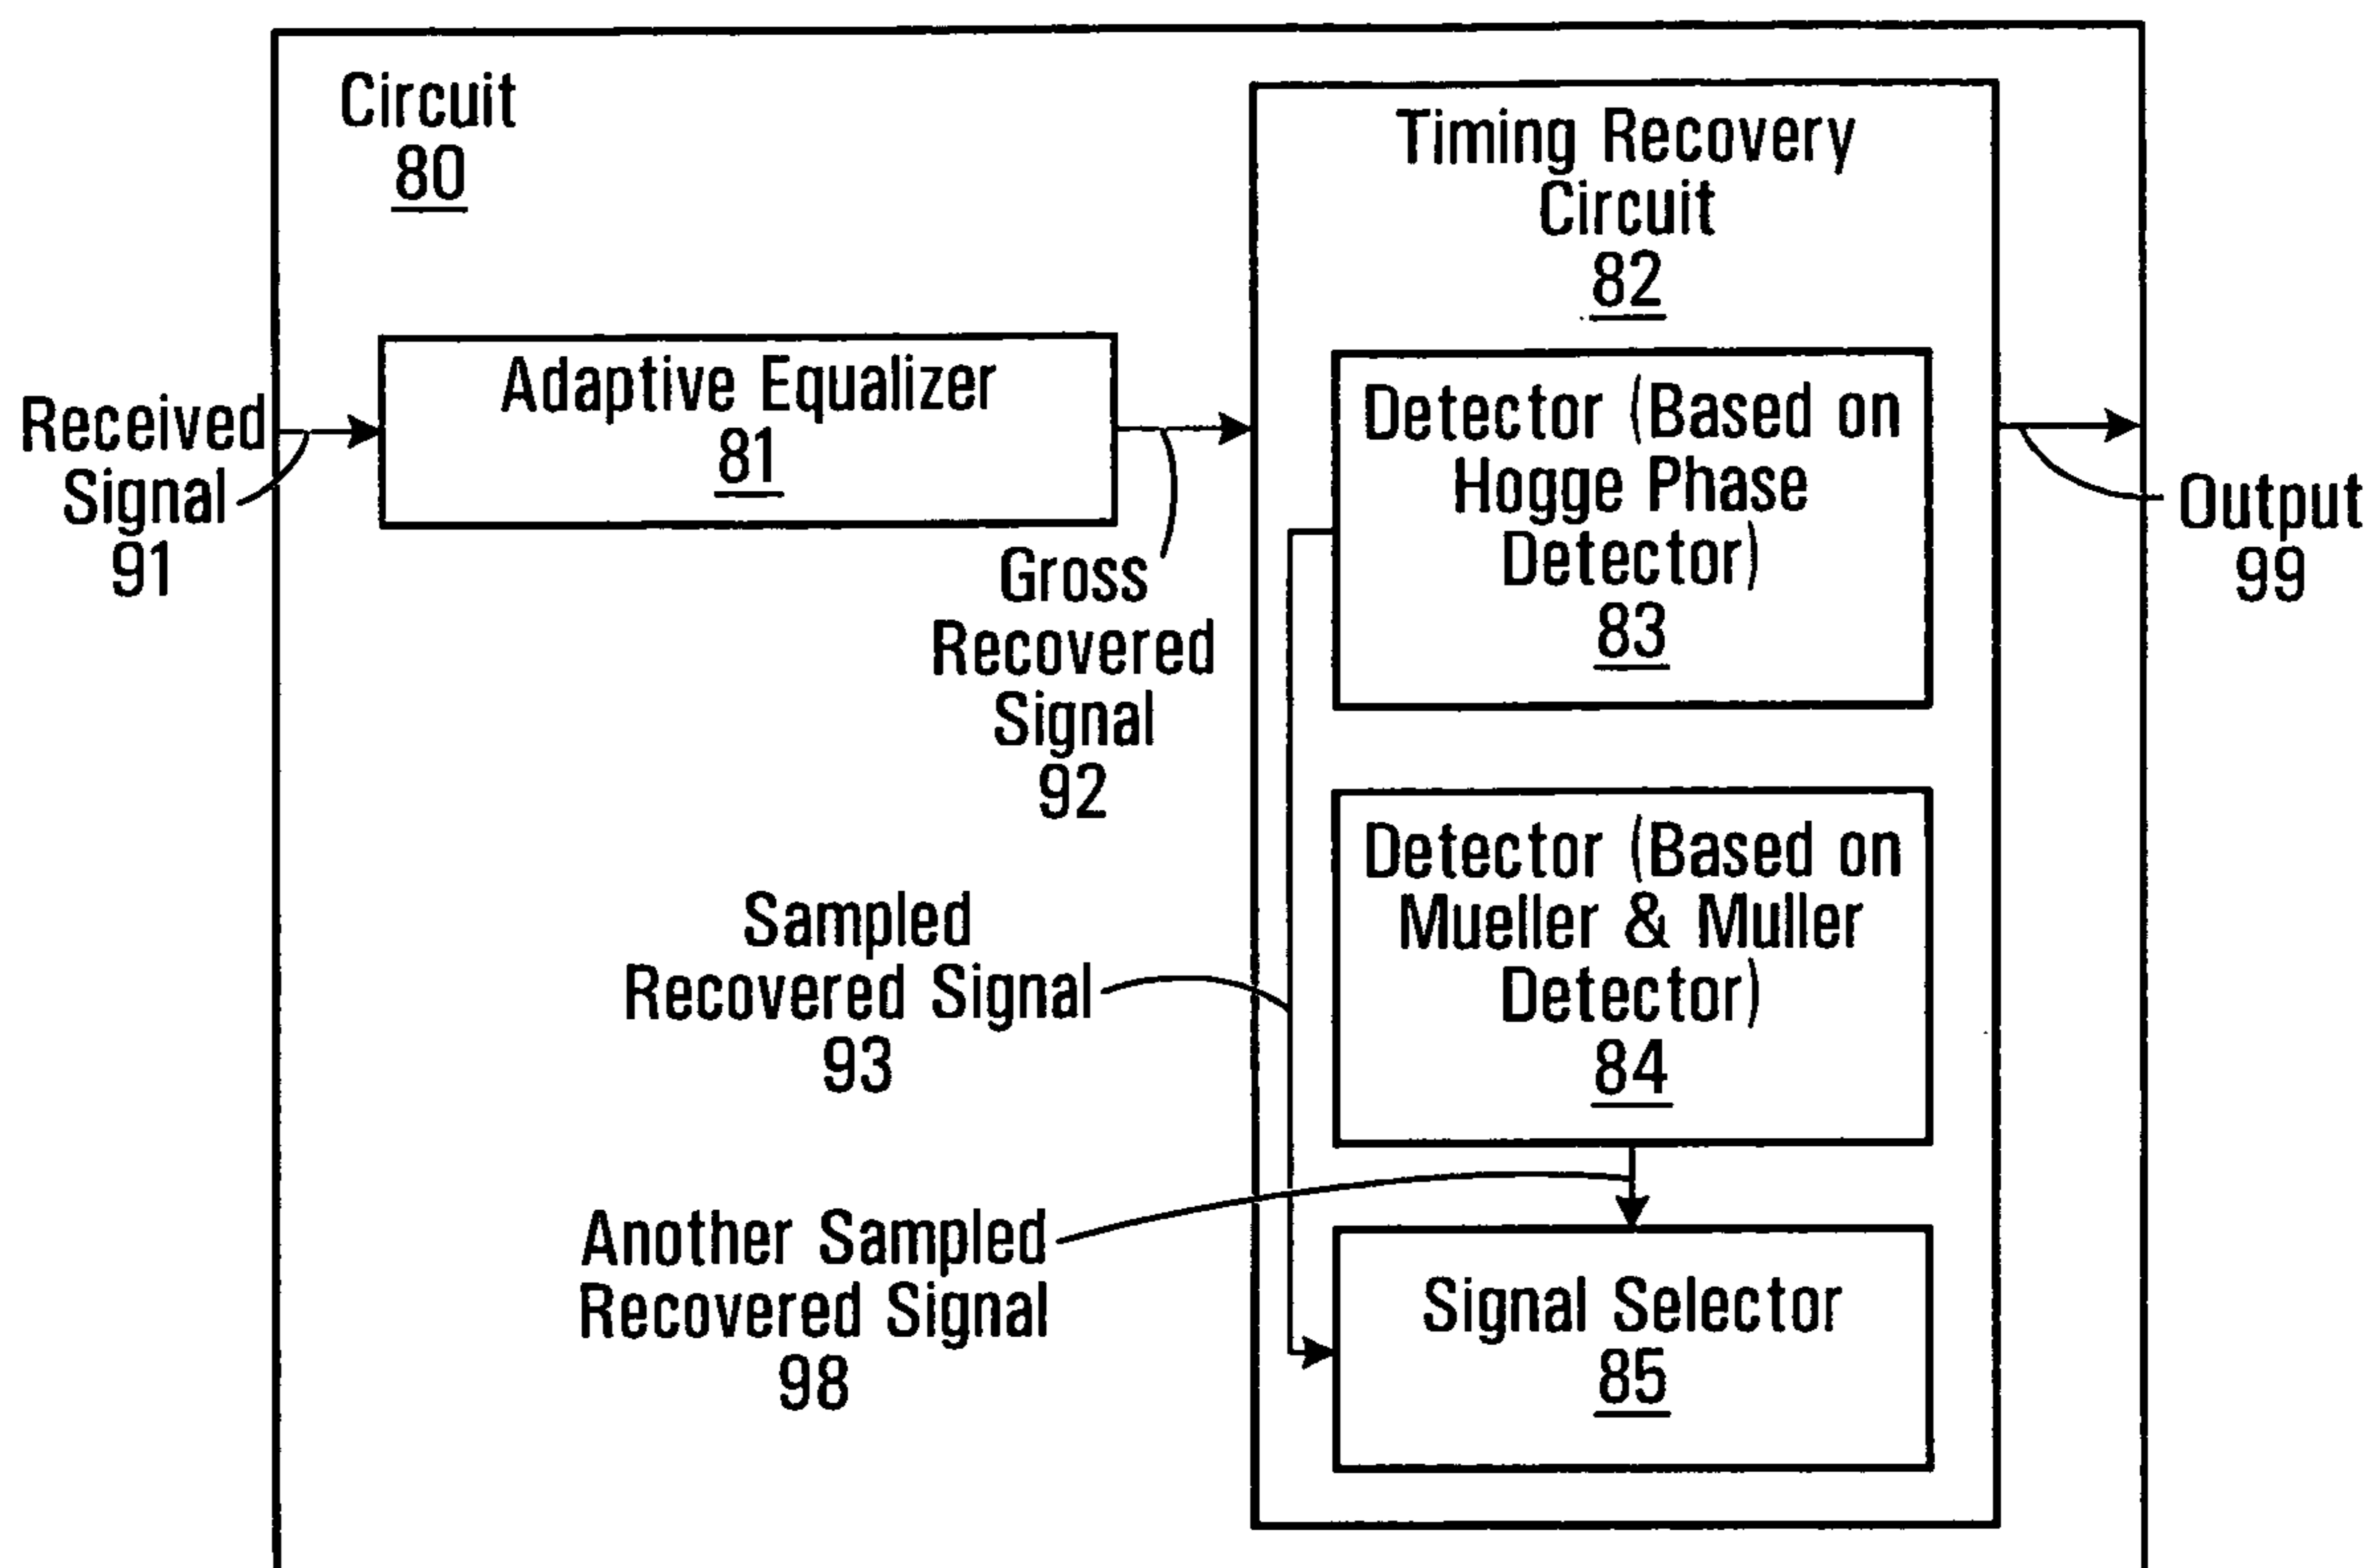 Circuit
80
Received
Signal
91
Adaptive Equalizer
81
Gross
Recovered
Signal
92
Timing Recovery
Circuit
82
Detector (Based on
Hogge Phase
Detector)
83
Output
99
Sampled
Recovered Signal
93
Detector (Based on
Mueller & Muller
Detector)
84
Another Sampled
Recovered Signal
98
Signal Selector
85